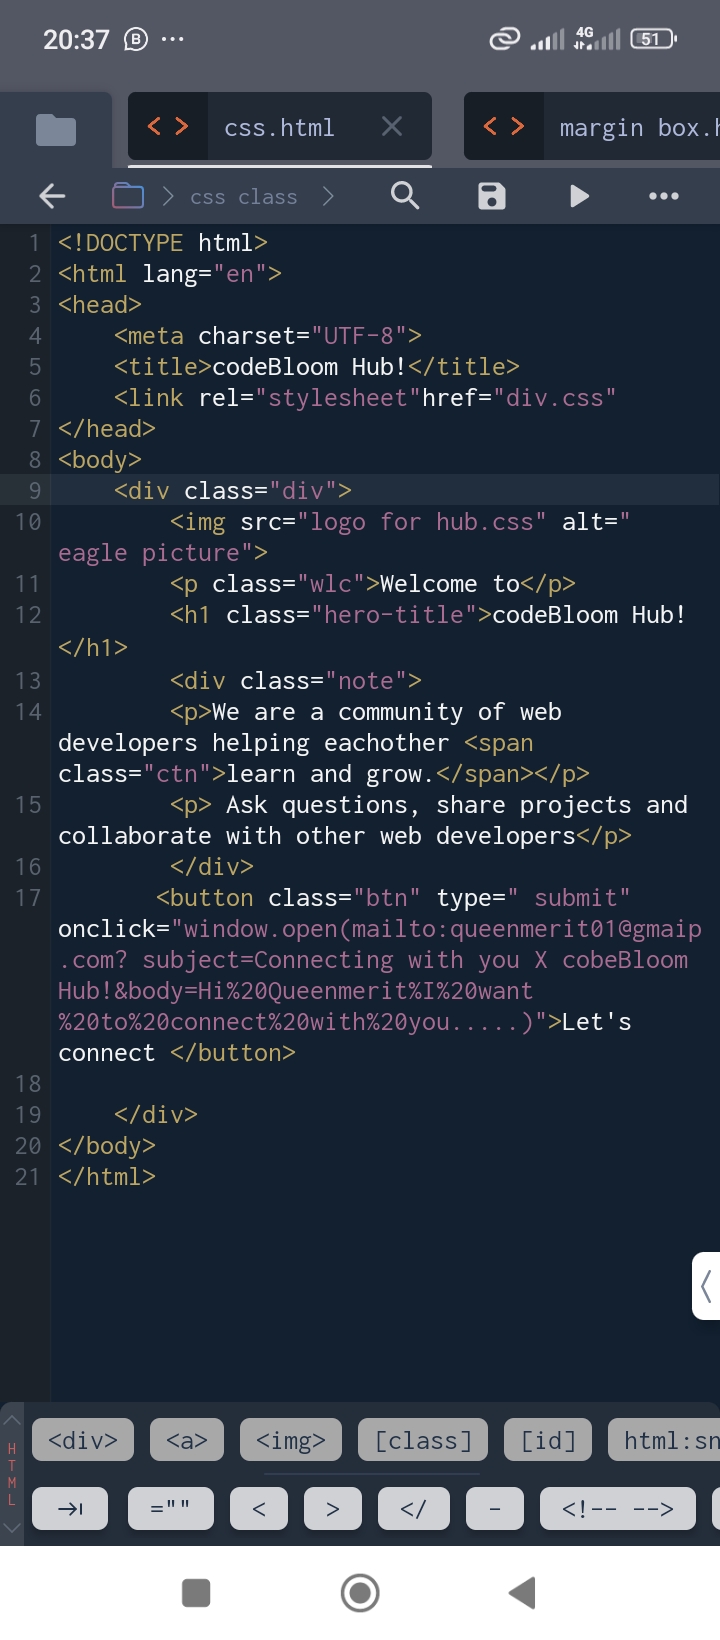 20:37 B ... 4G 51
< > css.html × < > margin box.h
css class
1 <!DOCTYPE html>
2 <html lang="en">
3 <head>
4 <meta charset="UTF-8">
5 <title>codeBloom Hub!</title>
6 <link rel="stylesheet"href="div.css"
7 </head>
8 <body>
9 <div class="div">
10 <img src="logo for hub.css" alt="
eagle picture">
11 <p class="wlc">Welcome to</p>
12 <h1 class="hero-title">codeBloom Hub!
</h1>
13 <div class="note">
14 <p>We are a community of web
developers helping eachother <span
class="ctn">learn and grow.</span></p>
15 <p> Ask questions, share projects and
collaborate with other web developers</p>
16 </div>
17 <button class="btn" type=" submit"
onclick="window.open(mailto:queenmerit01@gmaip
.com? subject=Connecting with you X cobeBloom
Hub!&body=Hi%20Queenmerit%I%20want
%20to%20connect%20with%20you.....)">Let's
connect </button>
18
19 </div>
20 </body>
21 </html>
HTML
<div> <a> <img> [class] [id] html:sn
="" < > </ - <!-- -->